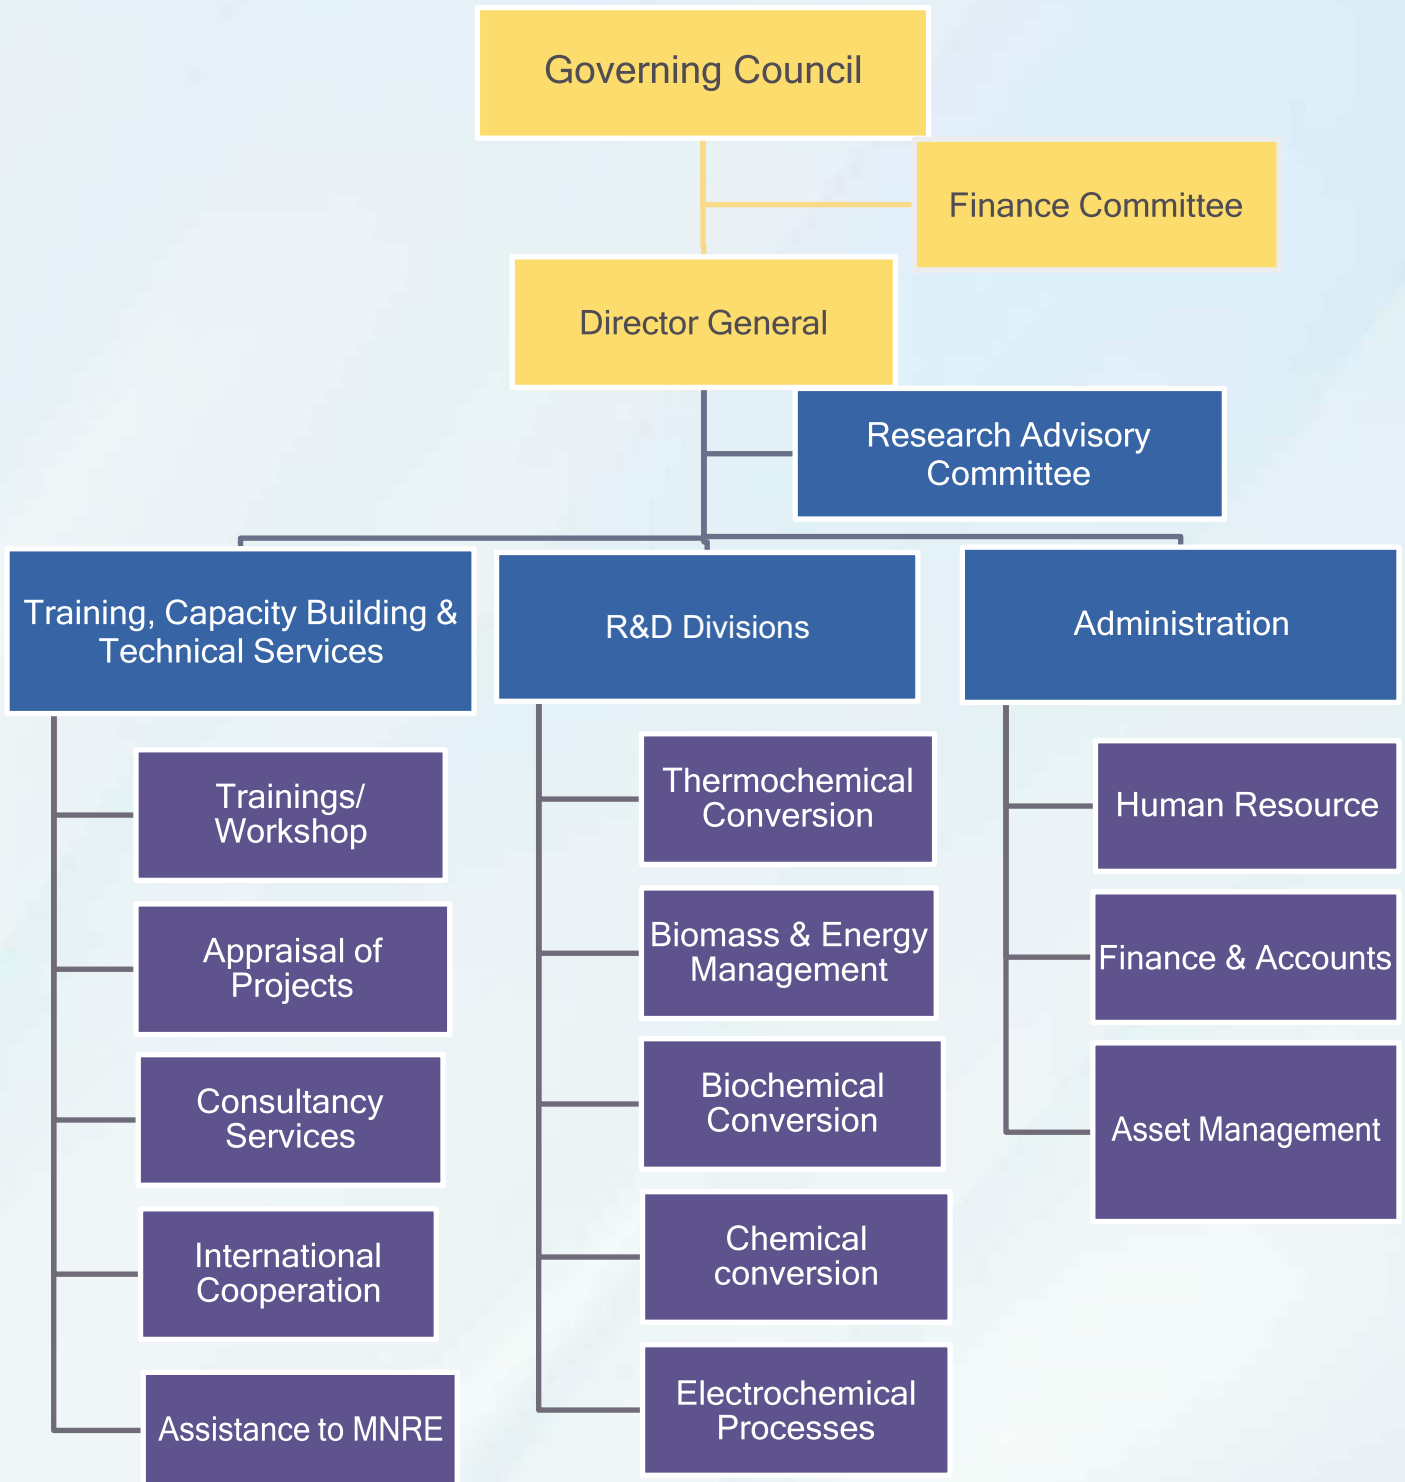 Governing Council
Finance Committee
Director General
Research Advisory
Committee
Training, Capacity Building &
Technical Services
R&D Divisions
Administration
Trainings/
Workshop
Appraisal of
Projects
Consultancy
Services
International
Cooperation
Assistance to MNRE
Thermochemical
Conversion
Biomass & Energy
Management
Biochemical
Conversion
Chemical
conversion
Electrochemical
Processes
Human Resource
Finance & Accounts
Asset Management